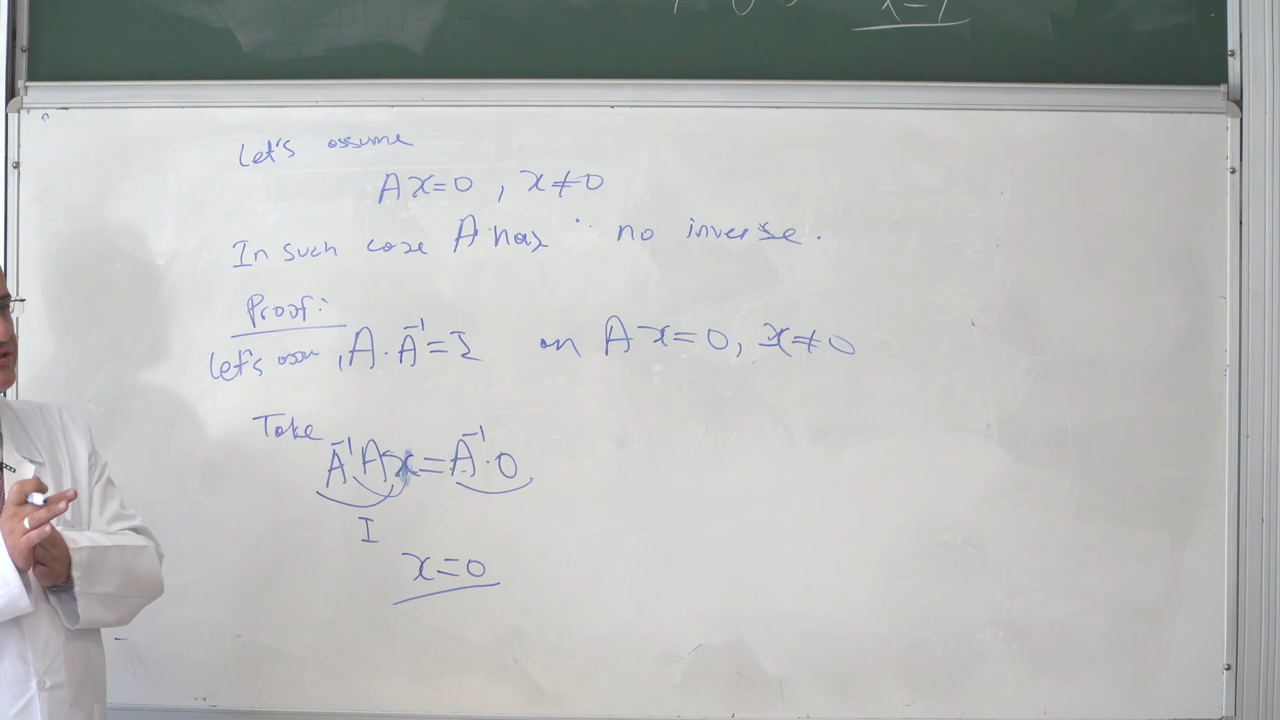 Let's assume
Ax=0, x≠0
In such case A has no inverse.
Proof:
Let's A·A⁻¹=I on Ax=0, x≠0
Take
A⁻¹Ax=A⁻¹·0
I
x=0